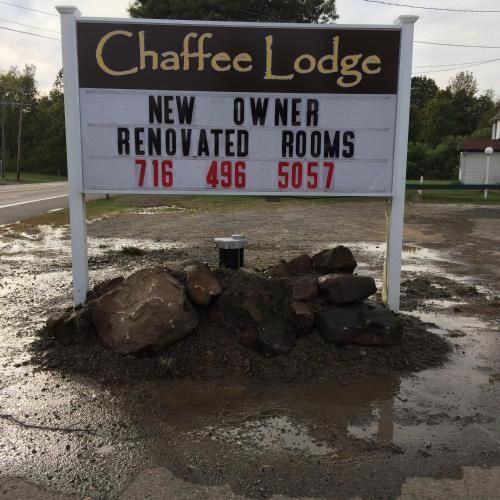 Chaffee Lodge
NEW OWNER
RENOVATED ROOMS
716 496 5057